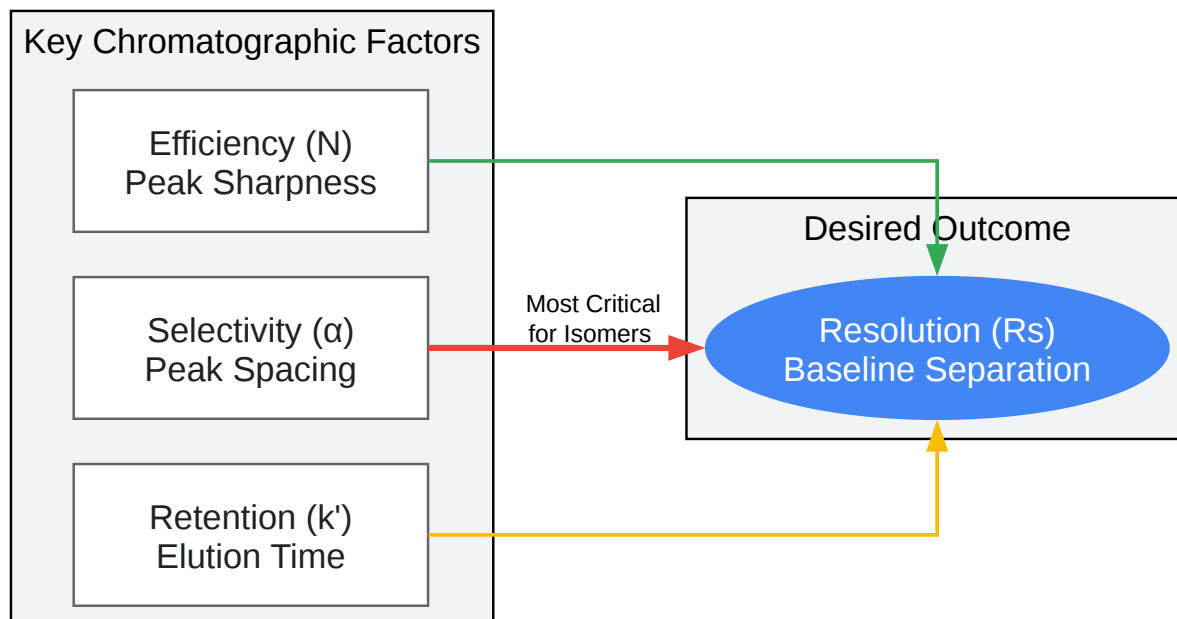 Key Chromatographic Factors
Efficiency (N)
Peak Sharpness
Selectivity (α)
Peak Spacing
Retention (k')
Elution Time
Most Critical
for Isomers
Desired Outcome
Resolution (Rs)
Baseline Separation